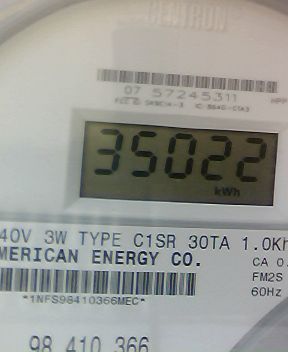 CENTRON
07 57245311
HPP
35022
kWh
40V 3W TYPE C1SR 30TA 1.0Kh
MERICAN ENERGY CO.
CA 0.
*1NFS98410366MEC*
FM2S
60Hz
98 410 366